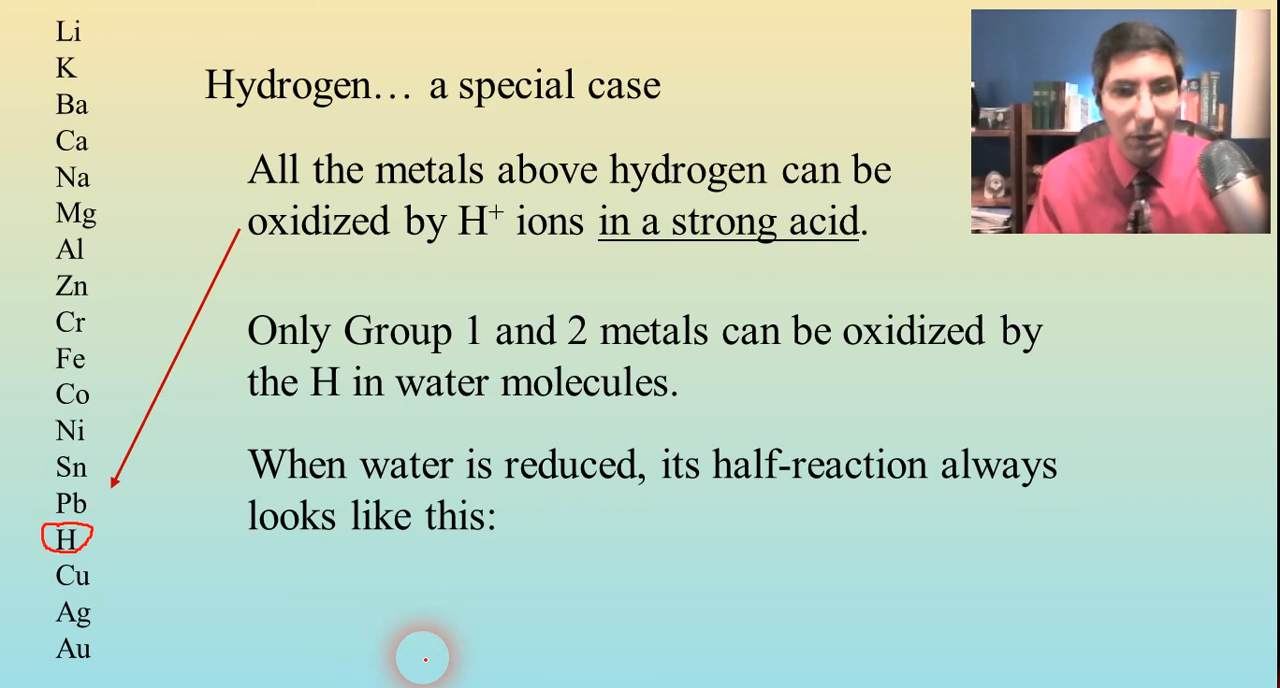 Li
K
Ba
Ca
Na
Mg
Al
Zn
Cr
Fe
Co
Ni
Sn
Pb
H
Cu
Ag
Au
Hydrogen… a special case
All the metals above hydrogen can be
oxidized by H⁺ ions in a strong acid.
Only Group 1 and 2 metals can be oxidized by
the H in water molecules.
When water is reduced, its half-reaction always
looks like this: